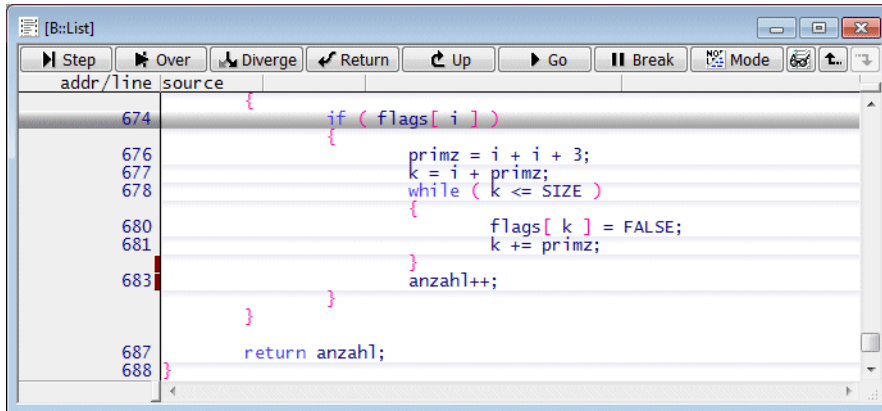 [B::List]
Step Over Diverge Return Up Go Break Mode
addr/line source
{
674 if ( flags[ i ] )
{
676 primz = i + i + 3;
677 k = i + primz;
678 while ( k <= SIZE )
{
680 flags[ k ] = FALSE;
681 k += primz;
}
683 anzahl++;
}
}
687 return anzahl;
688 }